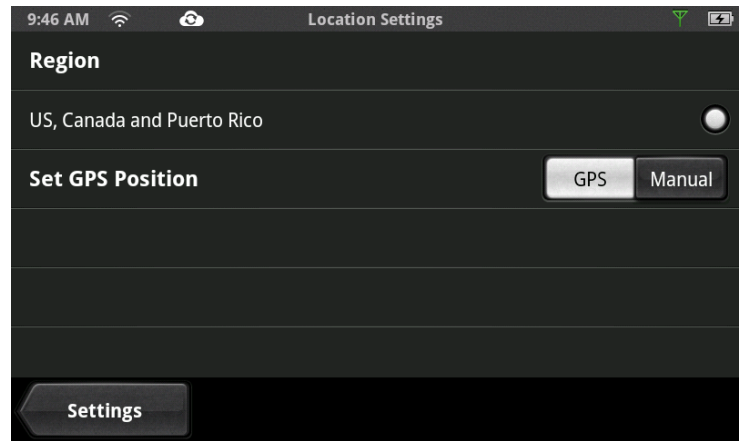 9:46 AM Location Settings
Region
US, Canada and Puerto Rico
Set GPS Position GPS Manual
Settings